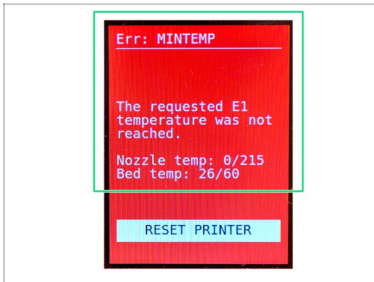 Err: MINTEMP
The requested E1
temperature was not
reached.
Nozzle temp: 0/215
Bed temp: 26/60
RESET PRINTER